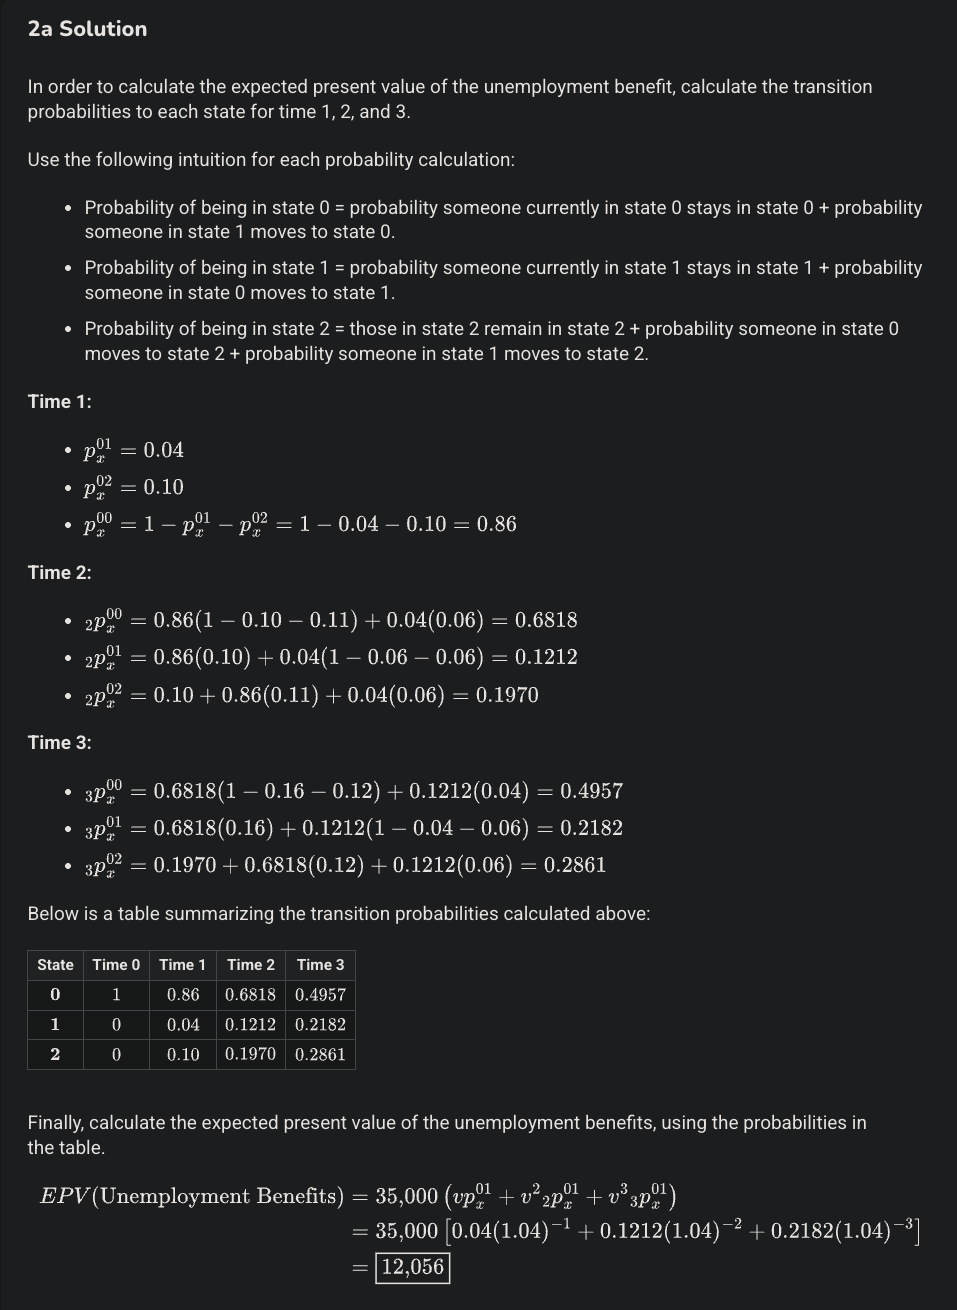 2a Solution
In order to calculate the expected present value of the unemployment benefit, calculate the transition
probabilities to each state for time 1, 2, and 3.
Use the following intuition for each probability calculation:
• Probability of being in state 0 = probability someone currently in state 0 stays in state 0 + probability
someone in state 1 moves to state 0.
• Probability of being in state 1 = probability someone currently in state 1 stays in state 1 + probability
someone in state 0 moves to state 1.
• Probability of being in state 2 = those in state 2 remain in state 2 + probability someone in state 0
moves to state 2 + probability someone in state 1 moves to state 2.
Time 1:
• $p_x^{01} = 0.04$
• $p_x^{02} = 0.10$
• $p_x^{00} = 1 - p_x^{01} - p_x^{02} = 1 - 0.04 - 0.10 = 0.86$
Time 2:
• ${}_2p_x^{00} = 0.86(1 - 0.10 - 0.11) + 0.04(0.06) = 0.6818$
• ${}_2p_x^{01} = 0.86(0.10) + 0.04(1 - 0.06 - 0.06) = 0.1212$
• ${}_2p_x^{02} = 0.10 + 0.86(0.11) + 0.04(0.06) = 0.1970$
Time 3:
• ${}_3p_x^{00} = 0.6818(1 - 0.16 - 0.12) + 0.1212(0.04) = 0.4957$
• ${}_3p_x^{01} = 0.6818(0.16) + 0.1212(1 - 0.04 - 0.06) = 0.2182$
• ${}_3p_x^{02} = 0.1970 + 0.6818(0.12) + 0.1212(0.06) = 0.2861$
Below is a table summarizing the transition probabilities calculated above:
State Time 0 Time 1 Time 2 Time 3
0 1 0.86 0.6818 0.4957
1 0 0.04 0.1212 0.2182
2 0 0.10 0.1970 0.2861
Finally, calculate the expected present value of the unemployment benefits, using the probabilities in
the table.
$EPV(\text{Unemployment Benefits}) = 35{,}000 \left(vp_x^{01} + v^2{}_2p_x^{01} + v^3{}_3p_x^{01}\right)$
$= 35{,}000 \left[0.04(1.04)^{-1} + 0.1212(1.04)^{-2} + 0.2182(1.04)^{-3}\right]$
$= \boxed{12{,}056}$